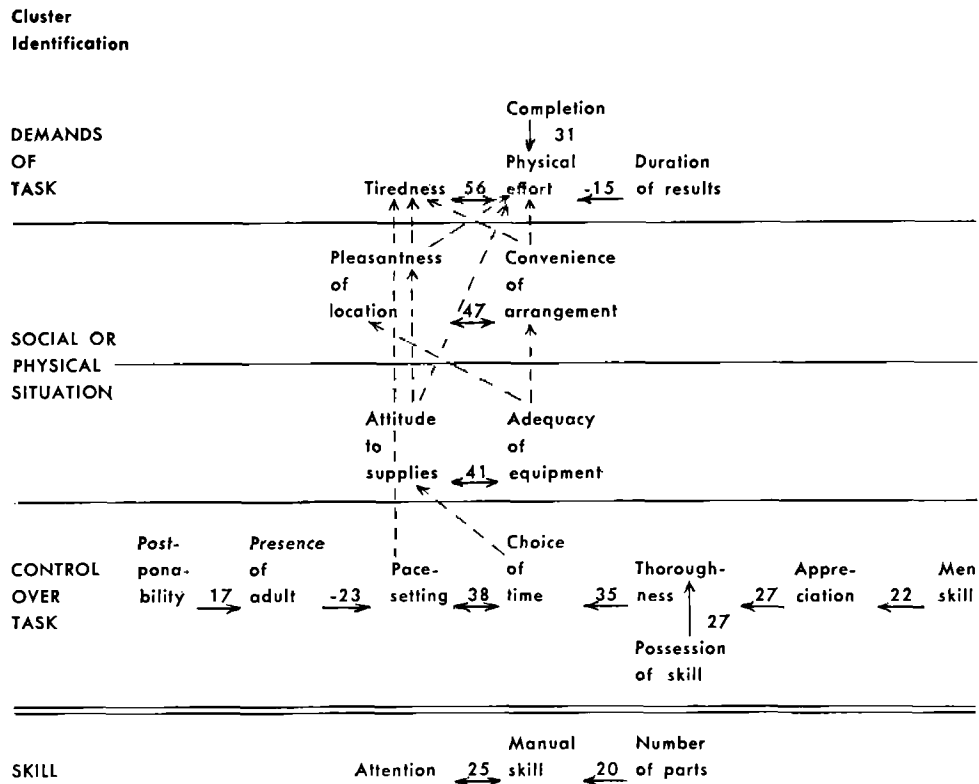 Cluster
Identification
Completion
31
DEMANDS
OF
TASK
Physical
effort
Tiredness 56
-15
Duration
of results
Pleasantness
of
location
Convenience
of
arrangement
47
SOCIAL OR
PHYSICAL
SITUATION
Attitude
to
supplies
Adequacy
of
equipment
41
CONTROL
OVER
TASK
Post-
pona-
bility
17
Presence
of
adult
-23
Pace-
setting
38
Choice
of
time
35
Thorough-
ness
27
Appre-
ciation
22
Men
skill
27
Possession
of skill
SKILL
Attention
25
Manual
skill
20
Number
of parts